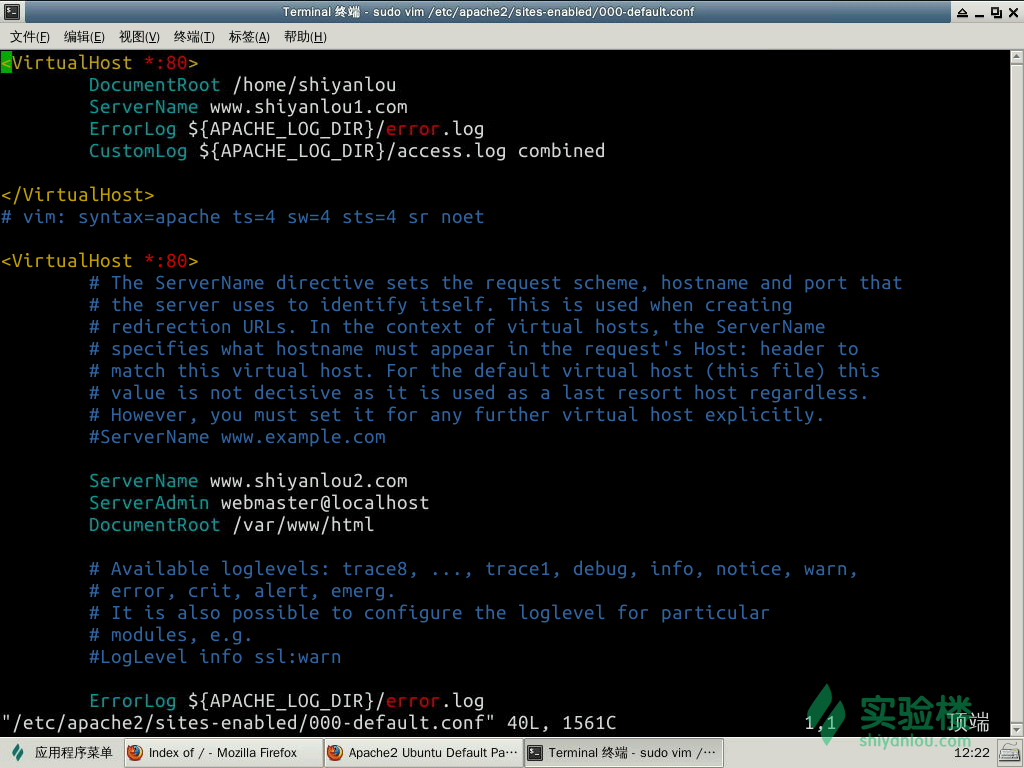 Terminal 终端 - sudo vim /etc/apache2/sites-enabled/000-default.conf
文件(F) 编辑(E) 视图(V) 终端(T) 标签(A) 帮助(H)
<VirtualHost *:80>
        DocumentRoot /home/shiyanlou
        ServerName www.shiyanlou1.com
        ErrorLog ${APACHE_LOG_DIR}/error.log
        CustomLog ${APACHE_LOG_DIR}/access.log combined
</VirtualHost>
# vim: syntax=apache ts=4 sw=4 sts=4 sr noet
<VirtualHost *:80>
        # The ServerName directive sets the request scheme, hostname and port that
        # the server uses to identify itself. This is used when creating
        # redirection URLs. In the context of virtual hosts, the ServerName
        # specifies what hostname must appear in the request's Host: header to
        # match this virtual host. For the default virtual host (this file) this
        # value is not decisive as it is used as a last resort host regardless.
        # However, you must set it for any further virtual host explicitly.
        #ServerName www.example.com
        ServerName www.shiyanlou2.com
        ServerAdmin webmaster@localhost
        DocumentRoot /var/www/html
        # Available loglevels: trace8, ..., trace1, debug, info, notice, warn,
        # error, crit, alert, emerg.
        # It is also possible to configure the loglevel for particular
        # modules, e.g.
        #LogLevel info ssl:warn
        ErrorLog ${APACHE_LOG_DIR}/error.log
"/etc/apache2/sites-enabled/000-default.conf" 40L, 1561C 1,1 顶端
实验楼
shiyanlou.com
应用程序菜单 Index of / - Mozilla Firefox Apache2 Ubuntu Default Pa··· Terminal 终端 - sudo vim /··· 12:22